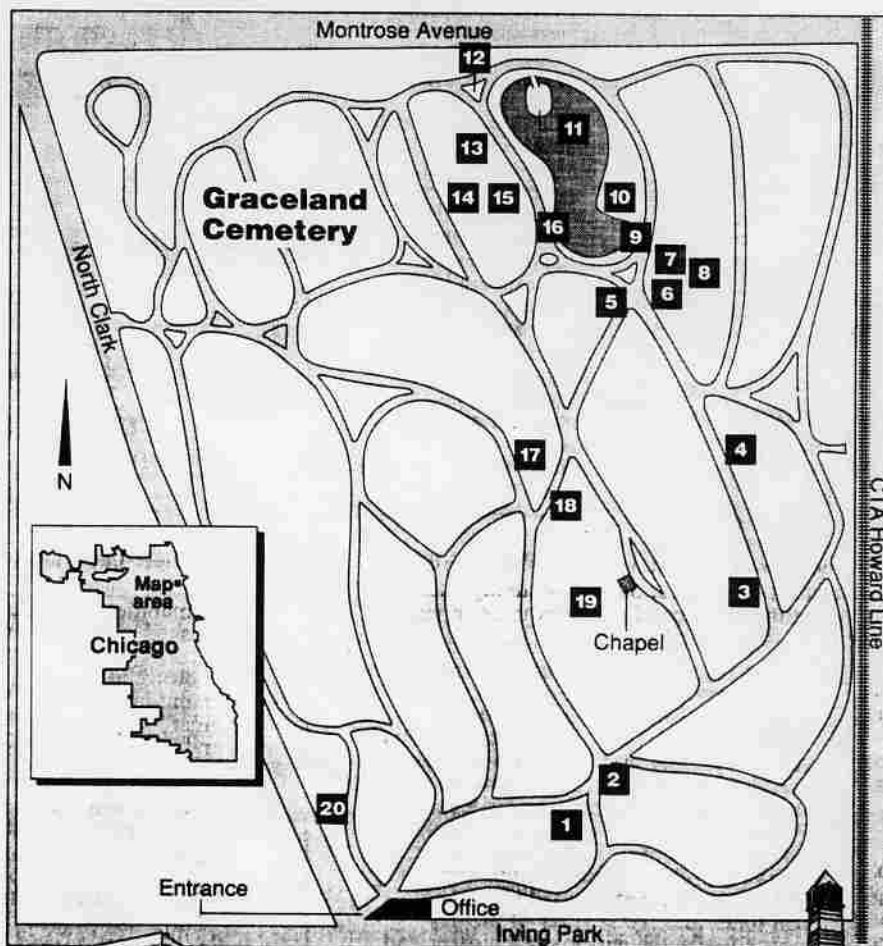 Montrose Avenue
12
11
13
Graceland
Cemetery
14
15
10
16
9
7
8
6
5
North Clark
17
4
N
18
CTA Howard Line
Map
area
Chicago
19
3
Chapel
2
20
1
Entrance
Office
Irving Park